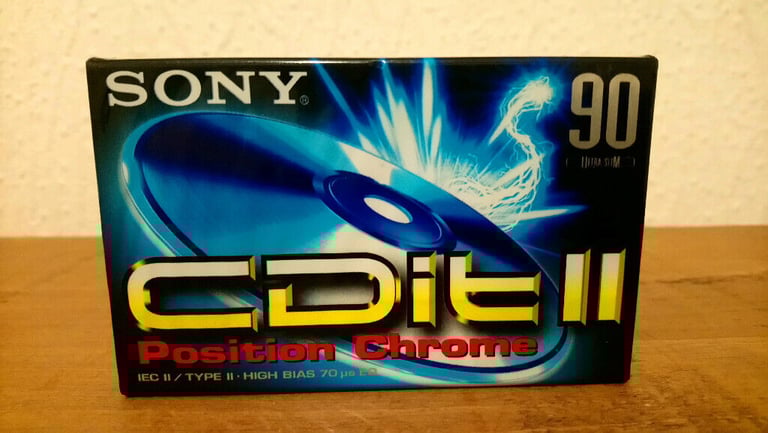 SONY®
90
ULTRA SLIM
CDit II
Position Chrome
IEC II / TYPE II · HIGH BIAS 70 µs EQ